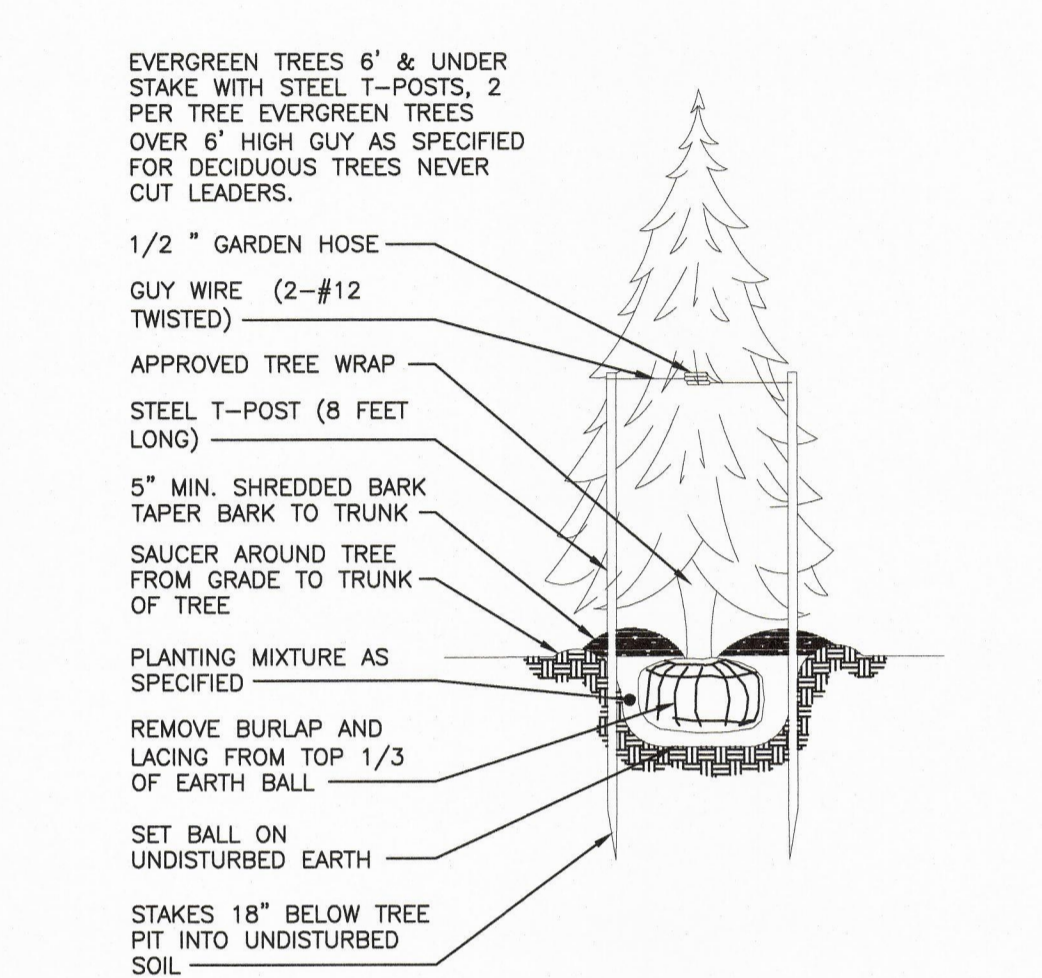 EVERGREEN TREES 6' & UNDER
STAKE WITH STEEL T-POSTS, 2
PER TREE EVERGREEN TREES
OVER 6' HIGH GUY AS SPECIFIED
FOR DECIDUOUS TREES NEVER
CUT LEADERS.
1/2 " GARDEN HOSE
GUY WIRE (2-#12
TWISTED)
APPROVED TREE WRAP
STEEL T-POST (8 FEET
LONG)
5" MIN. SHREDDED BARK
TAPER BARK TO TRUNK
SAUCER AROUND TREE
FROM GRADE TO TRUNK
OF TREE
PLANTING MIXTURE AS
SPECIFIED
REMOVE BURLAP AND
LACING FROM TOP 1/3
OF EARTH BALL
SET BALL ON
UNDISTURBED EARTH
STAKES 18" BELOW TREE
PIT INTO UNDISTURBED
SOIL